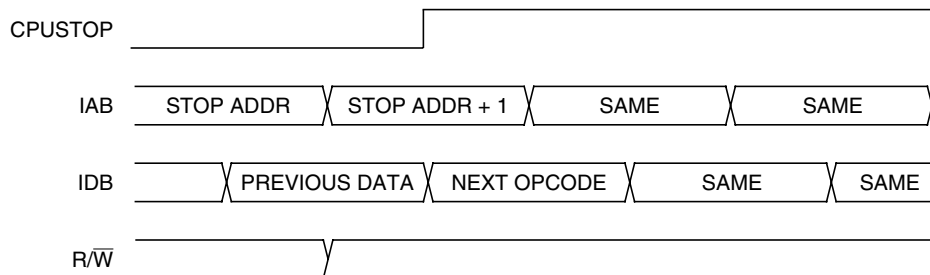 CPUSTOP
IAB STOP ADDR STOP ADDR + 1 SAME SAME
IDB PREVIOUS DATA NEXT OPCODE SAME SAME
R/W̅